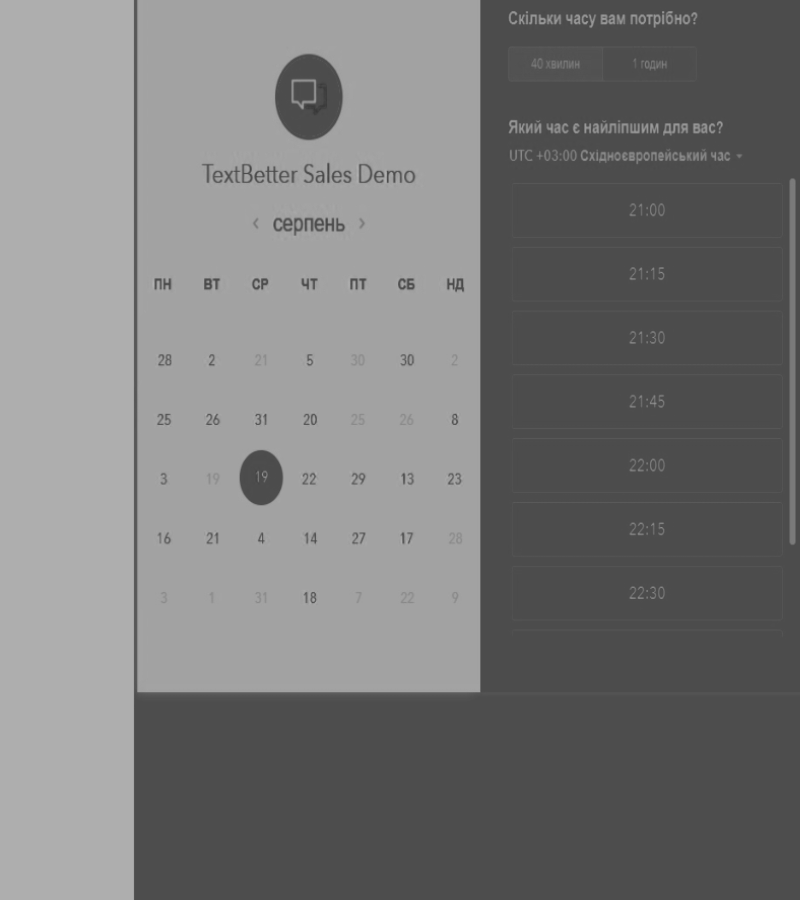 TextBetter Sales Demo
‹ серпень ›
ПН ВТ СР ЧТ ПТ СБ НД
28 2 21 5 30 30 2
25 26 31 20 25 26 8
3 19 19 22 29 13 23
16 21 4 14 27 17 28
3 1 31 18 7 22 9
Скільки часу вам потрібно?
40 хвилин 1 годин
Який час є найліпшим для вас?
UTC +03:00 Східноєвропейський час
21:00
21:15
21:30
21:45
22:00
22:15
22:30